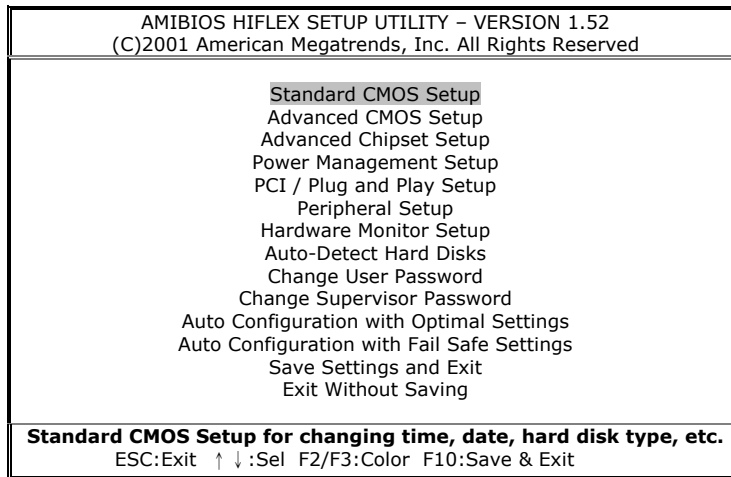 AMIBIOS HIFLEX SETUP UTILITY – VERSION 1.52
(C)2001 American Megatrends, Inc. All Rights Reserved
Standard CMOS Setup
Advanced CMOS Setup
Advanced Chipset Setup
Power Management Setup
PCI / Plug and Play Setup
Peripheral Setup
Hardware Monitor Setup
Auto-Detect Hard Disks
Change User Password
Change Supervisor Password
Auto Configuration with Optimal Settings
Auto Configuration with Fail Safe Settings
Save Settings and Exit
Exit Without Saving
Standard CMOS Setup for changing time, date, hard disk type, etc.
ESC:Exit ↑↓:Sel F2/F3:Color F10:Save & Exit